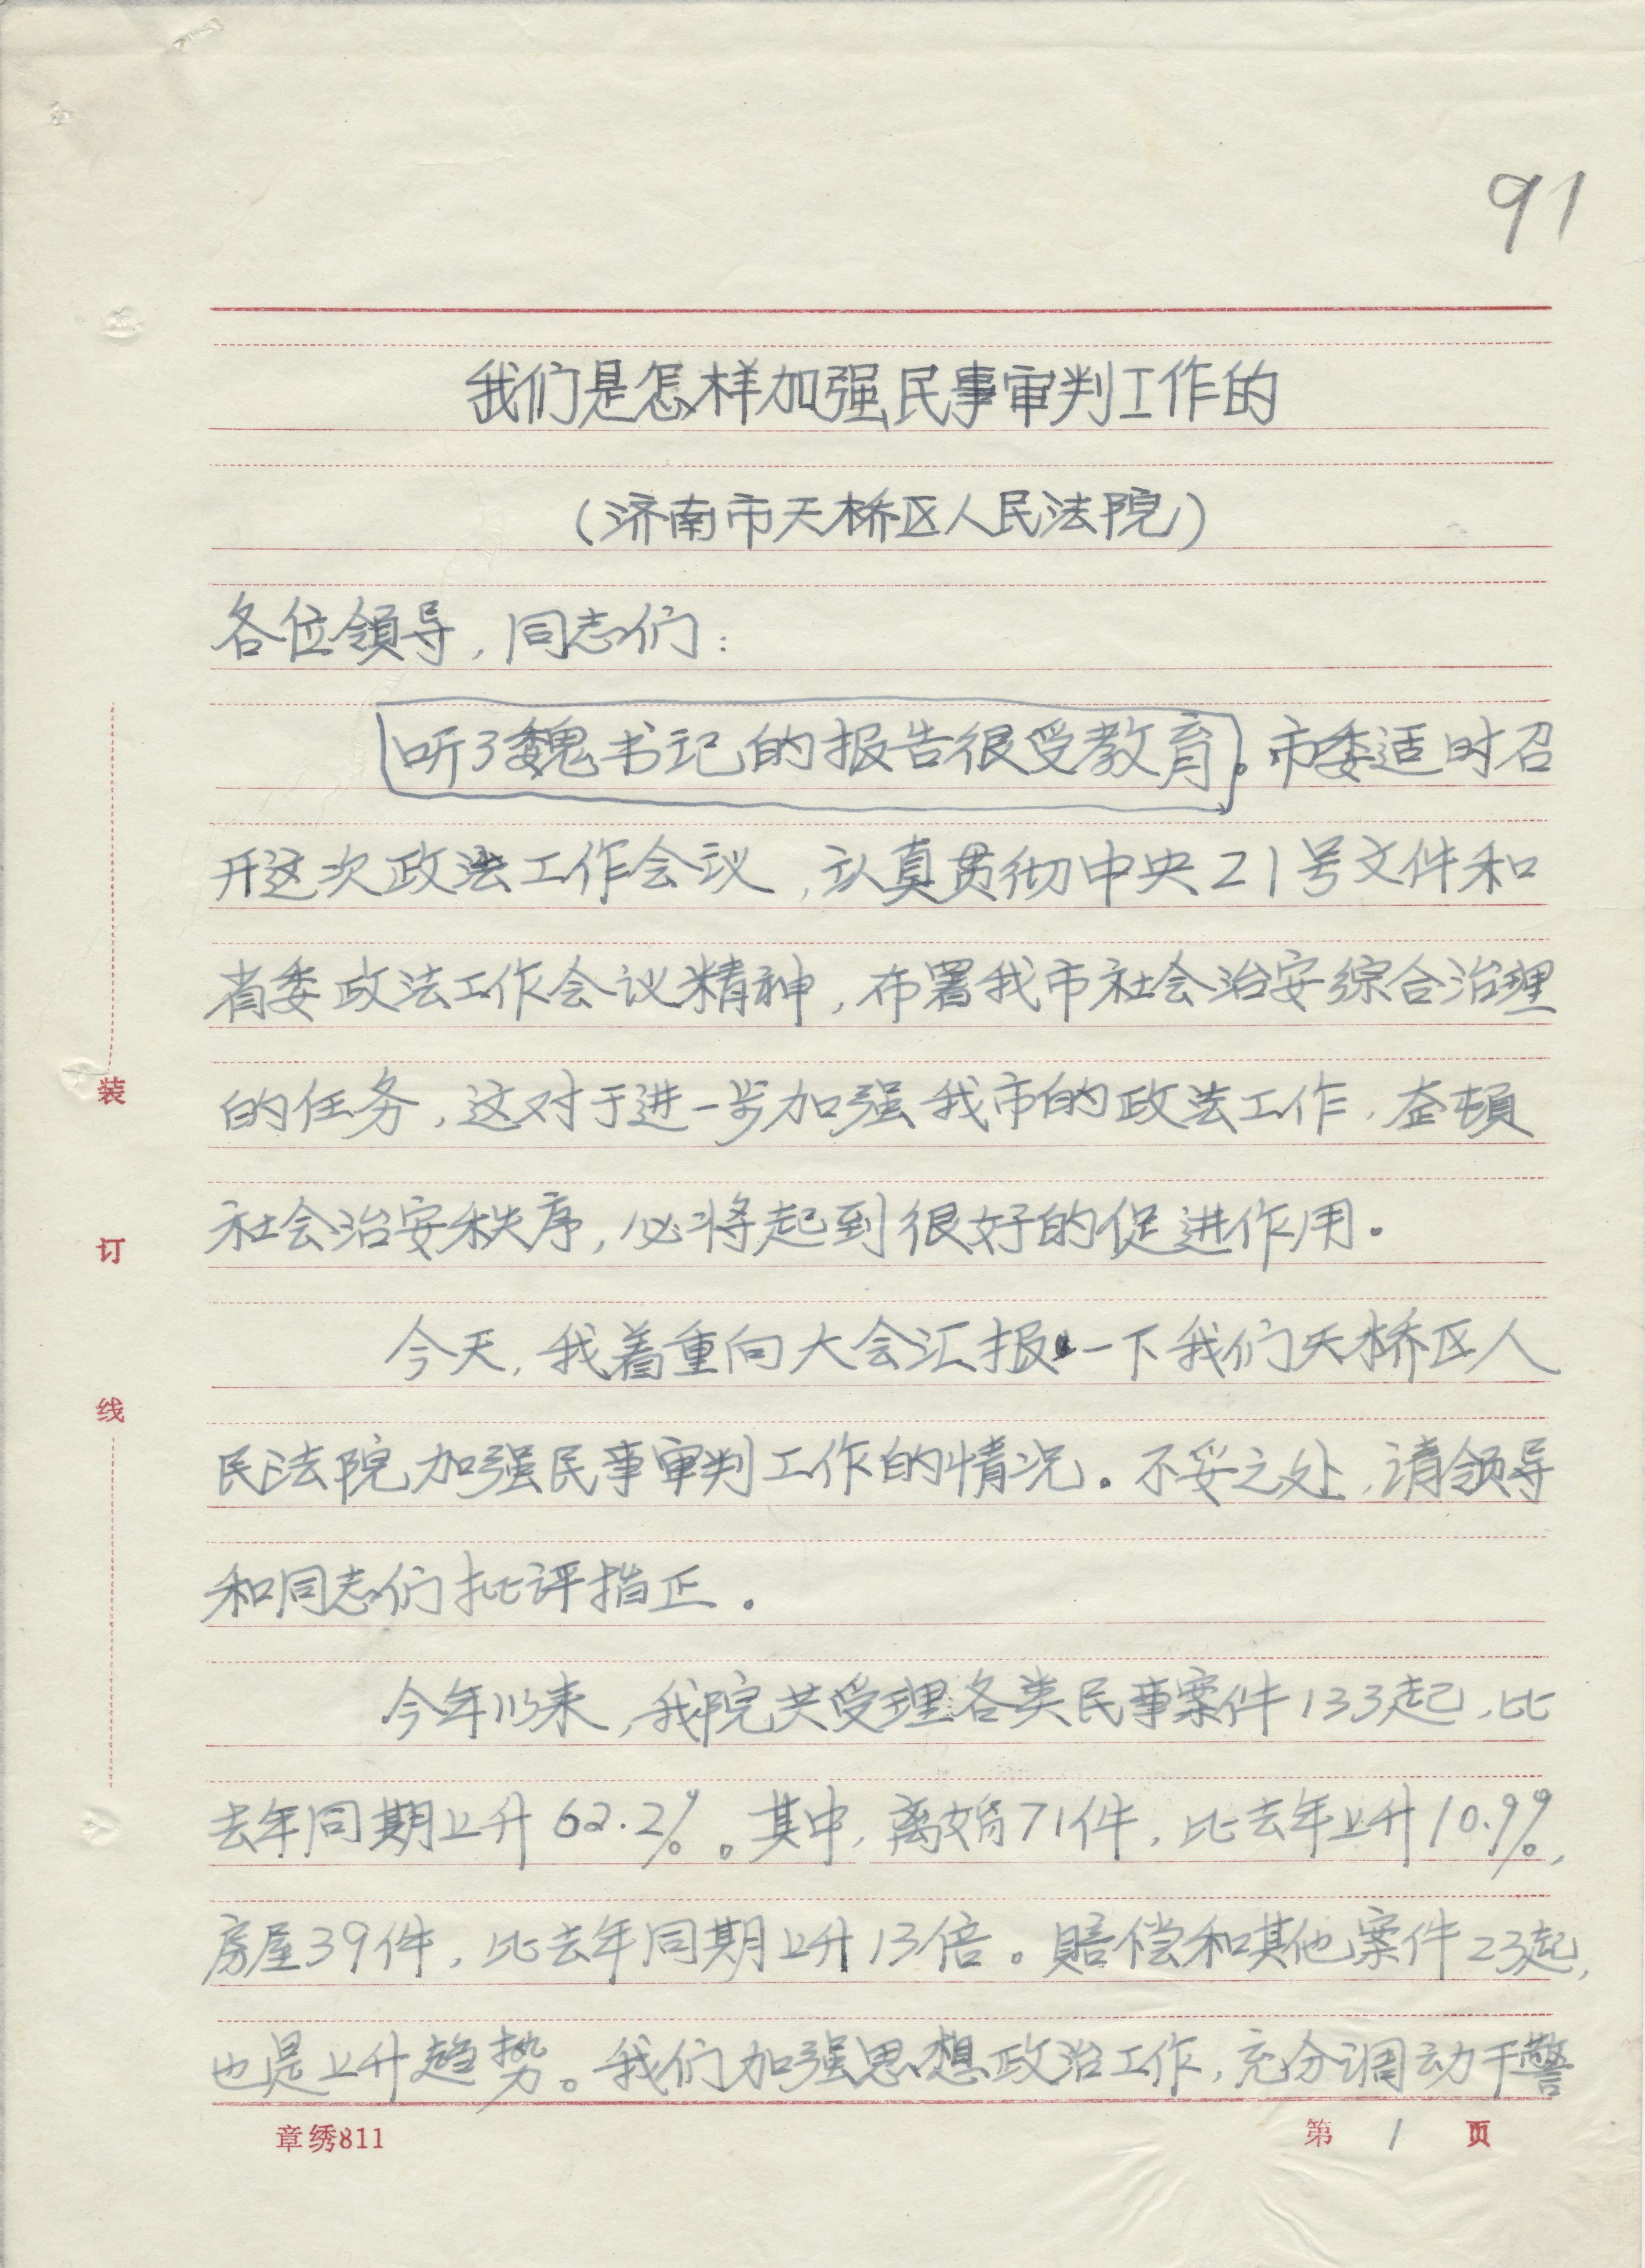 91
我们是怎样加强民事审判工作的
（济南市天桥区人民法院）
各位领导，同志们：
听了魏书记的报告很受教育。市委适时召
开这次政法工作会议，认真贯彻中央21号文件和
省委政法工作会议精神，布署我市社会治安综合治理
的任务，这对于进一步加强我市的政法工作，整顿
社会治安秩序，必将起到很好的促进作用。
今天，我着重向大会汇报一下我们天桥区人
民法院加强民事审判工作的情况。不妥之处，请领导
和同志们批评指正。
今年以来，我院共受理各类民事案件133起，比
去年同期上升62.2%。其中，离婚71件，比去年上升10.9%，
房屋39件，比去年同期上升13倍。赔偿和其他案件23起，
也是上升趋势。我们加强思想政治工作，充分调动干警
装
订
线
章绣811
第 1 页